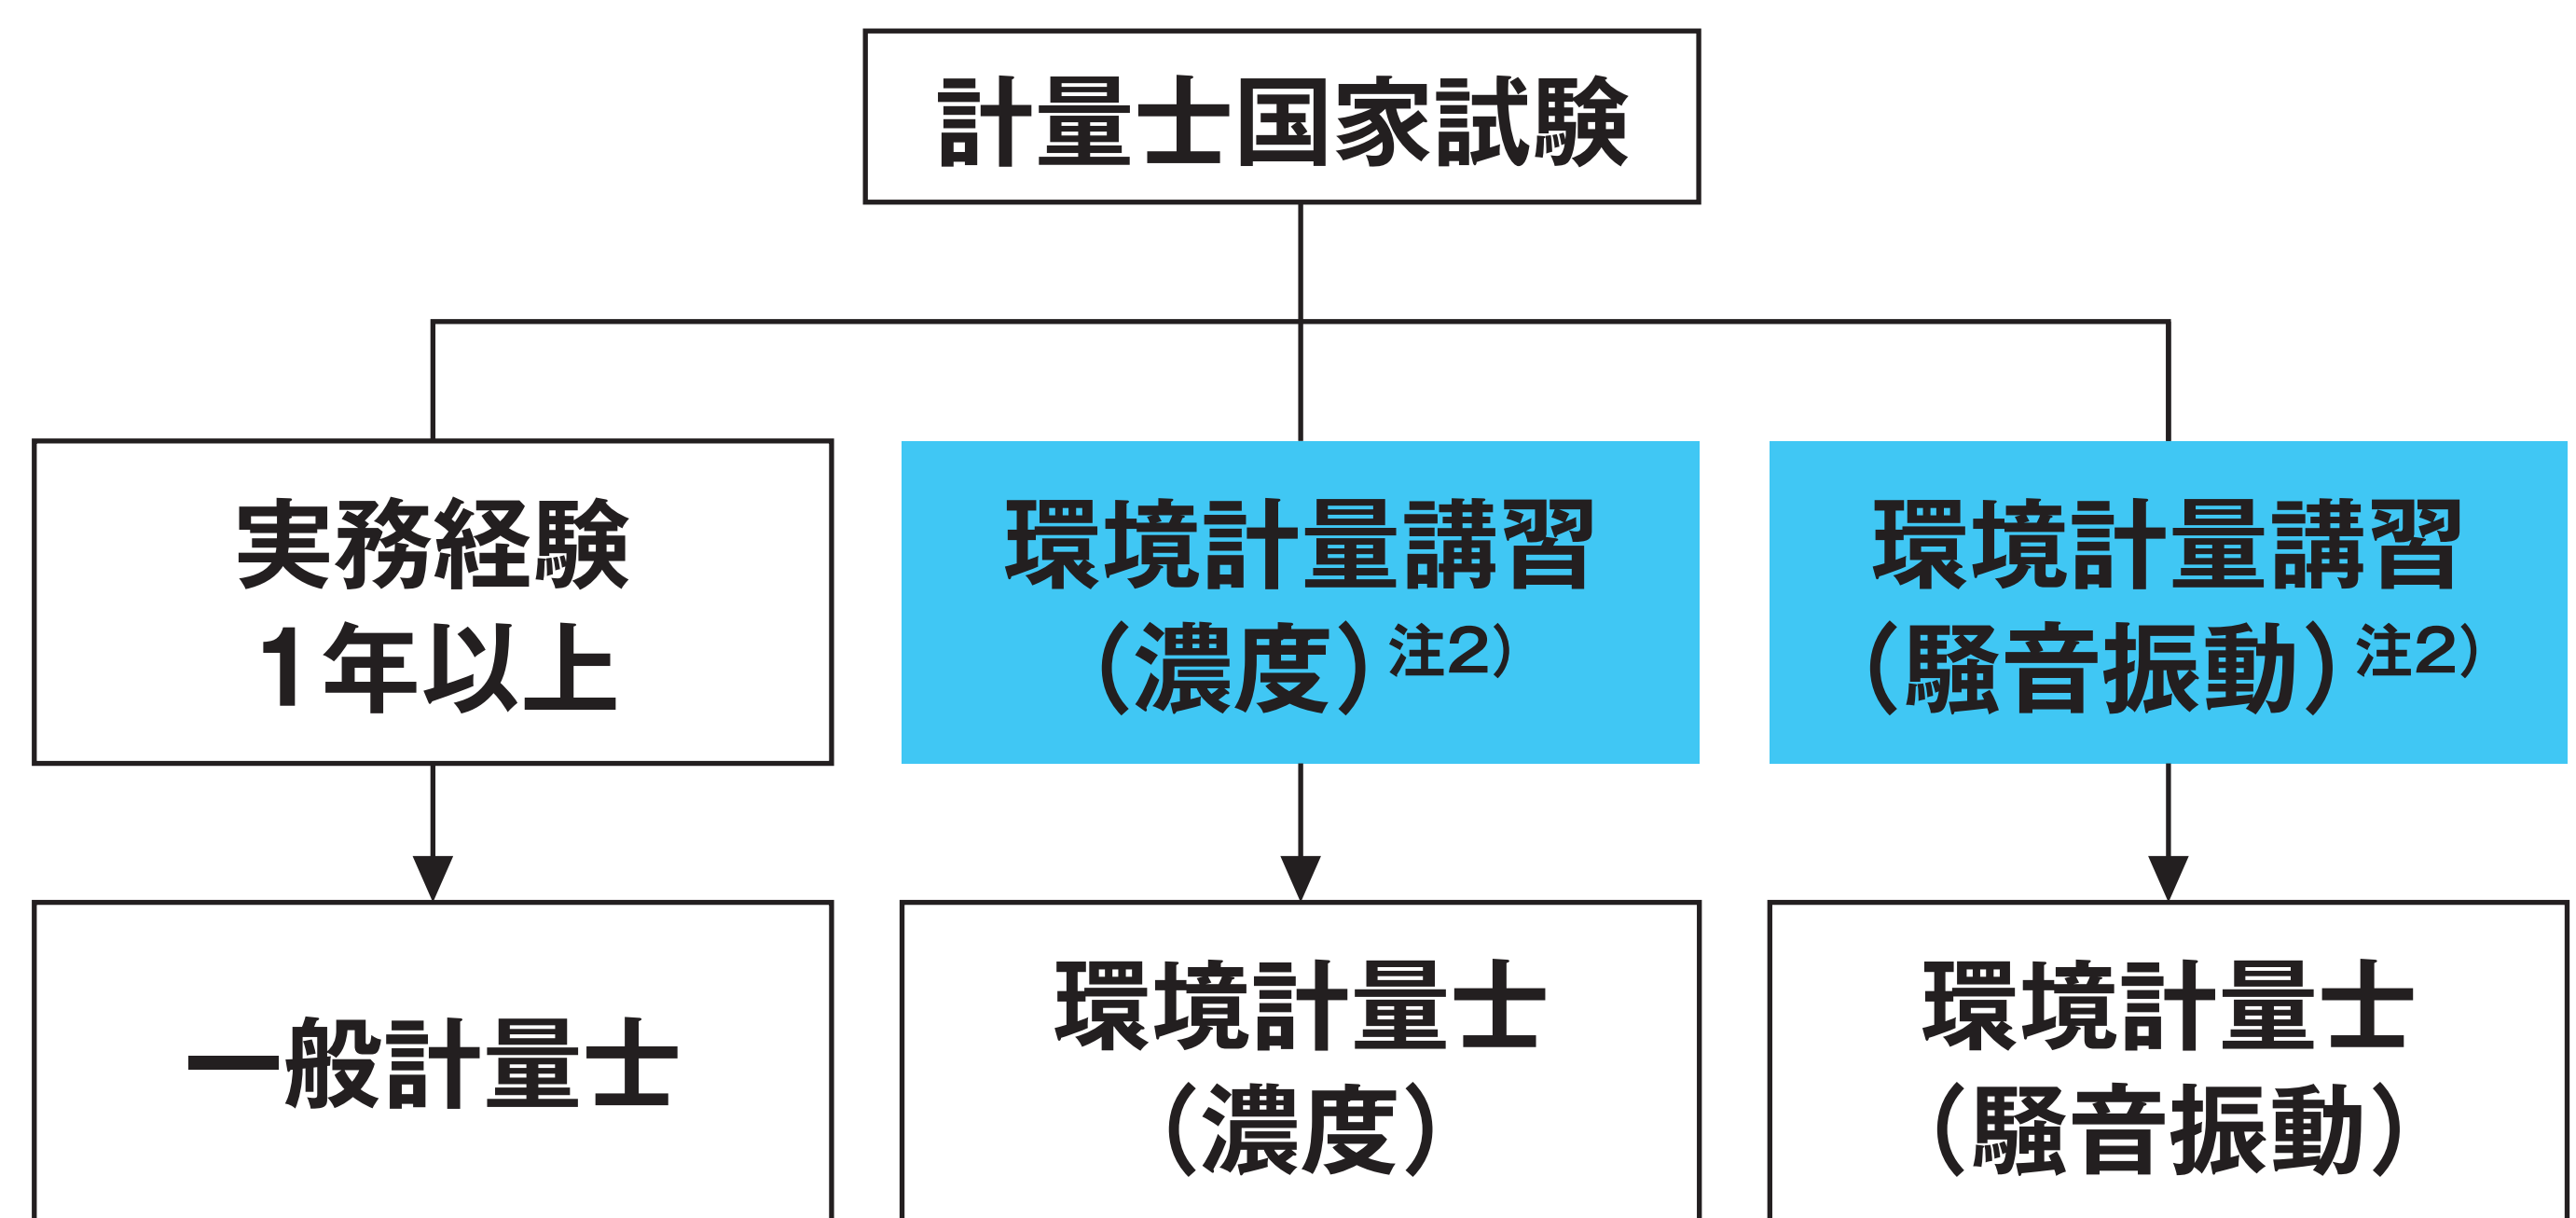 計量士国家試験
実務経験
1年以上
環境計量講習
（濃度）注2）
環境計量講習
（騒音振動）注2）
一般計量士
環境計量士
（濃度）
環境計量士
（騒音振動）